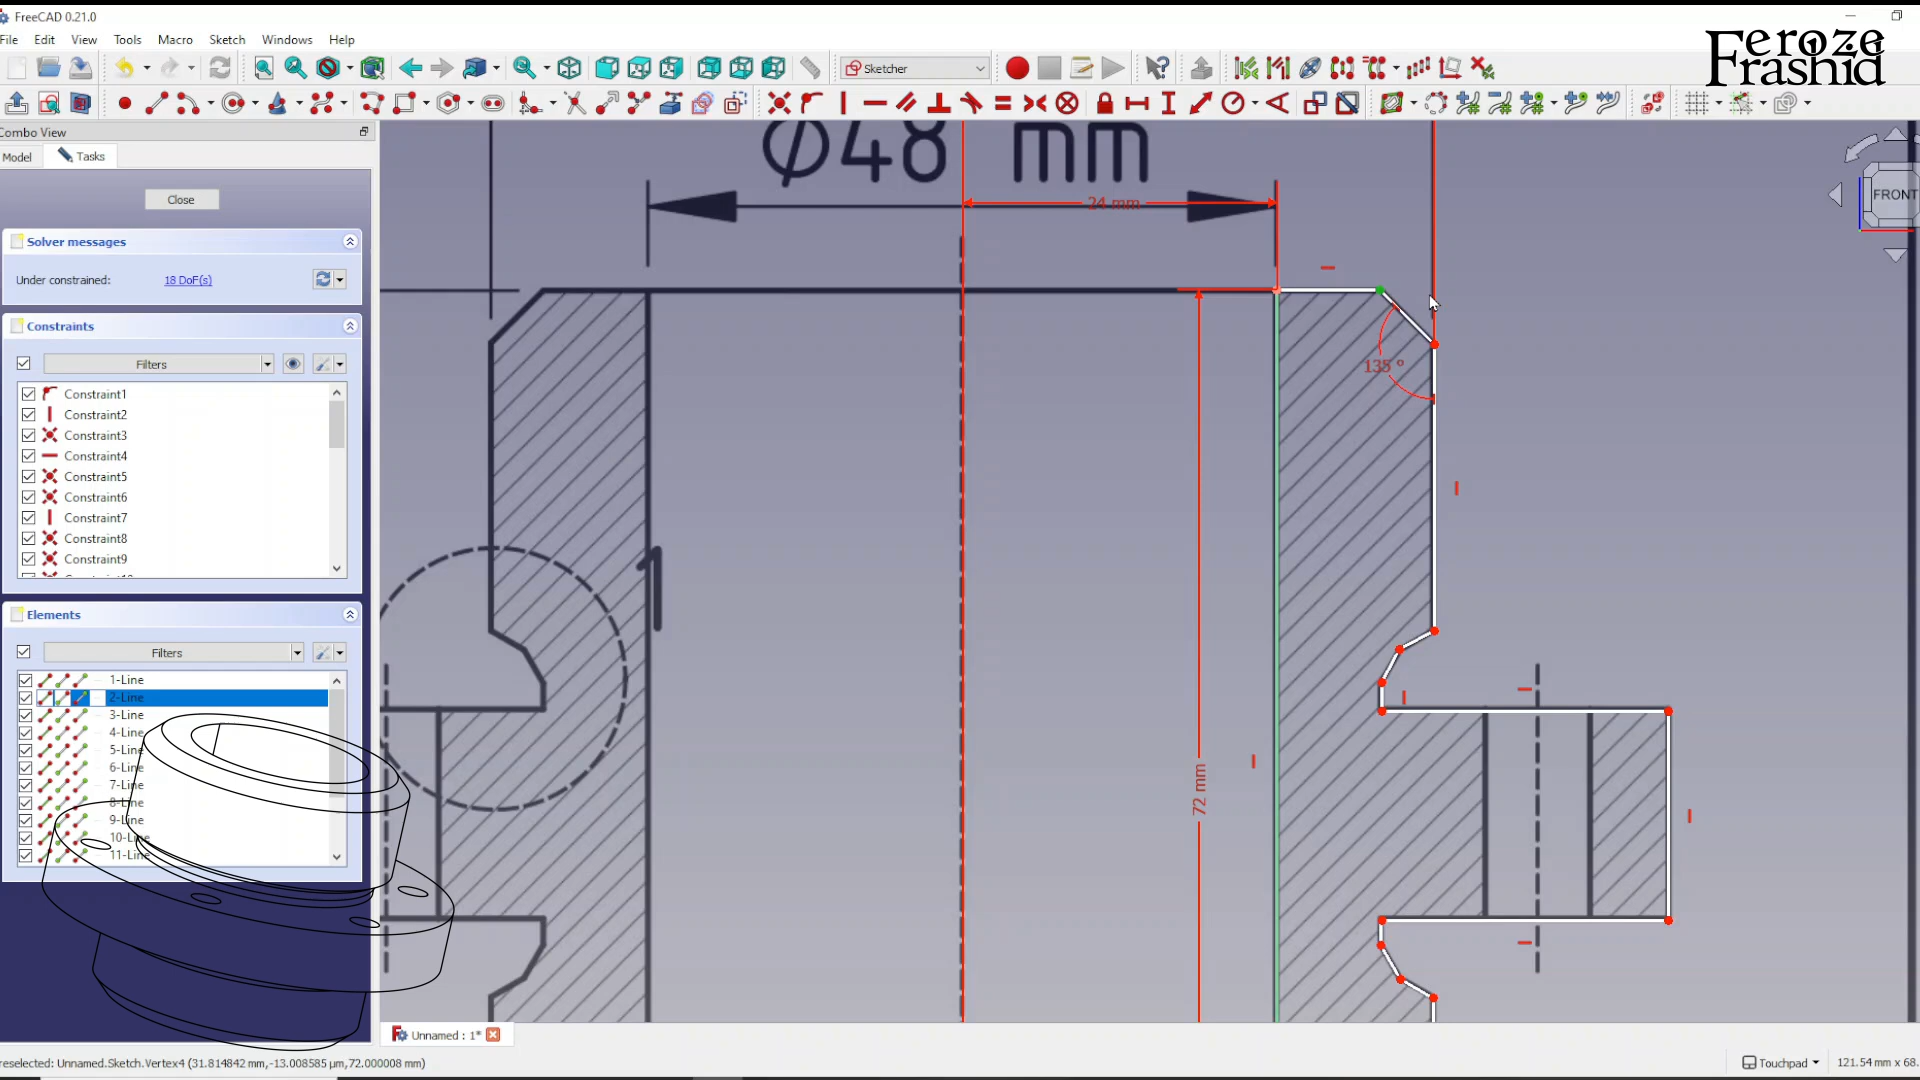 FreeCAD 0.21.0
File Edit View Tools Macro Sketch Windows Help
Feroze
Frashid
Sketcher
Combo View
Model Tasks
Close
Solver messages
Under constrained: 18 DoF(s)
Constraints
Filters
Constraint1
Constraint2
Constraint3
Constraint4
Constraint5
Constraint6
Constraint7
Constraint8
Constraint9
Elements
Filters
1-Line
2-Line
3-Line
4-Line
5-Line
6-Line
7-Line
8-Line
9-Line
10-Line
11-Line
Ø48 mm
24 mm
135 °
1
72 mm
FRONT
Unnamed : 1*
reselected: Unnamed.Sketch.Vertex4 (31.814842 mm,-13.008585 µm,72.000008 mm)
Touchpad
121.54 mm x 68.